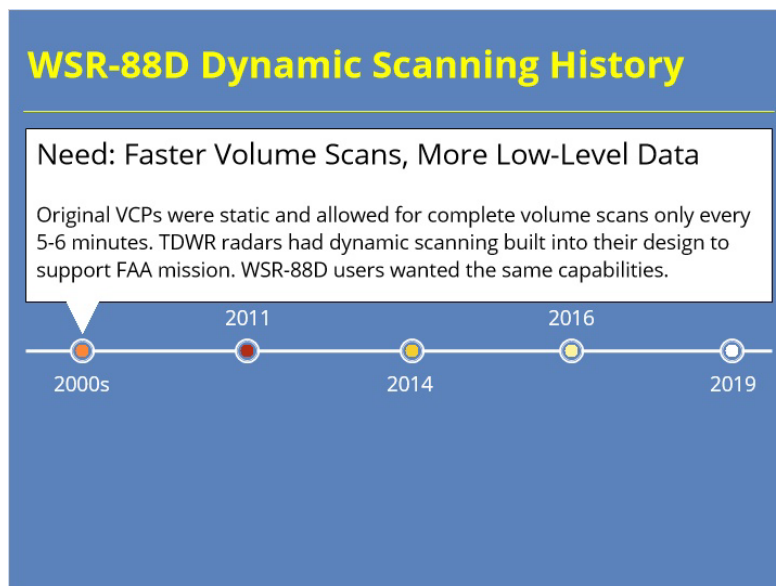 WSR-88D Dynamic Scanning History
Need: Faster Volume Scans, More Low-Level Data
Original VCPs were static and allowed for complete volume scans only every
5-6 minutes. TDWR radars had dynamic scanning built into their design to
support FAA mission. WSR-88D users wanted the same capabilities.
2011 2016
2000s 2014 2019